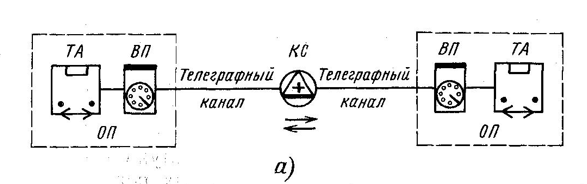 ТА ВП КС ВП ТА
Телеграфный Телеграфный
канал канал
ОП ОП
а)